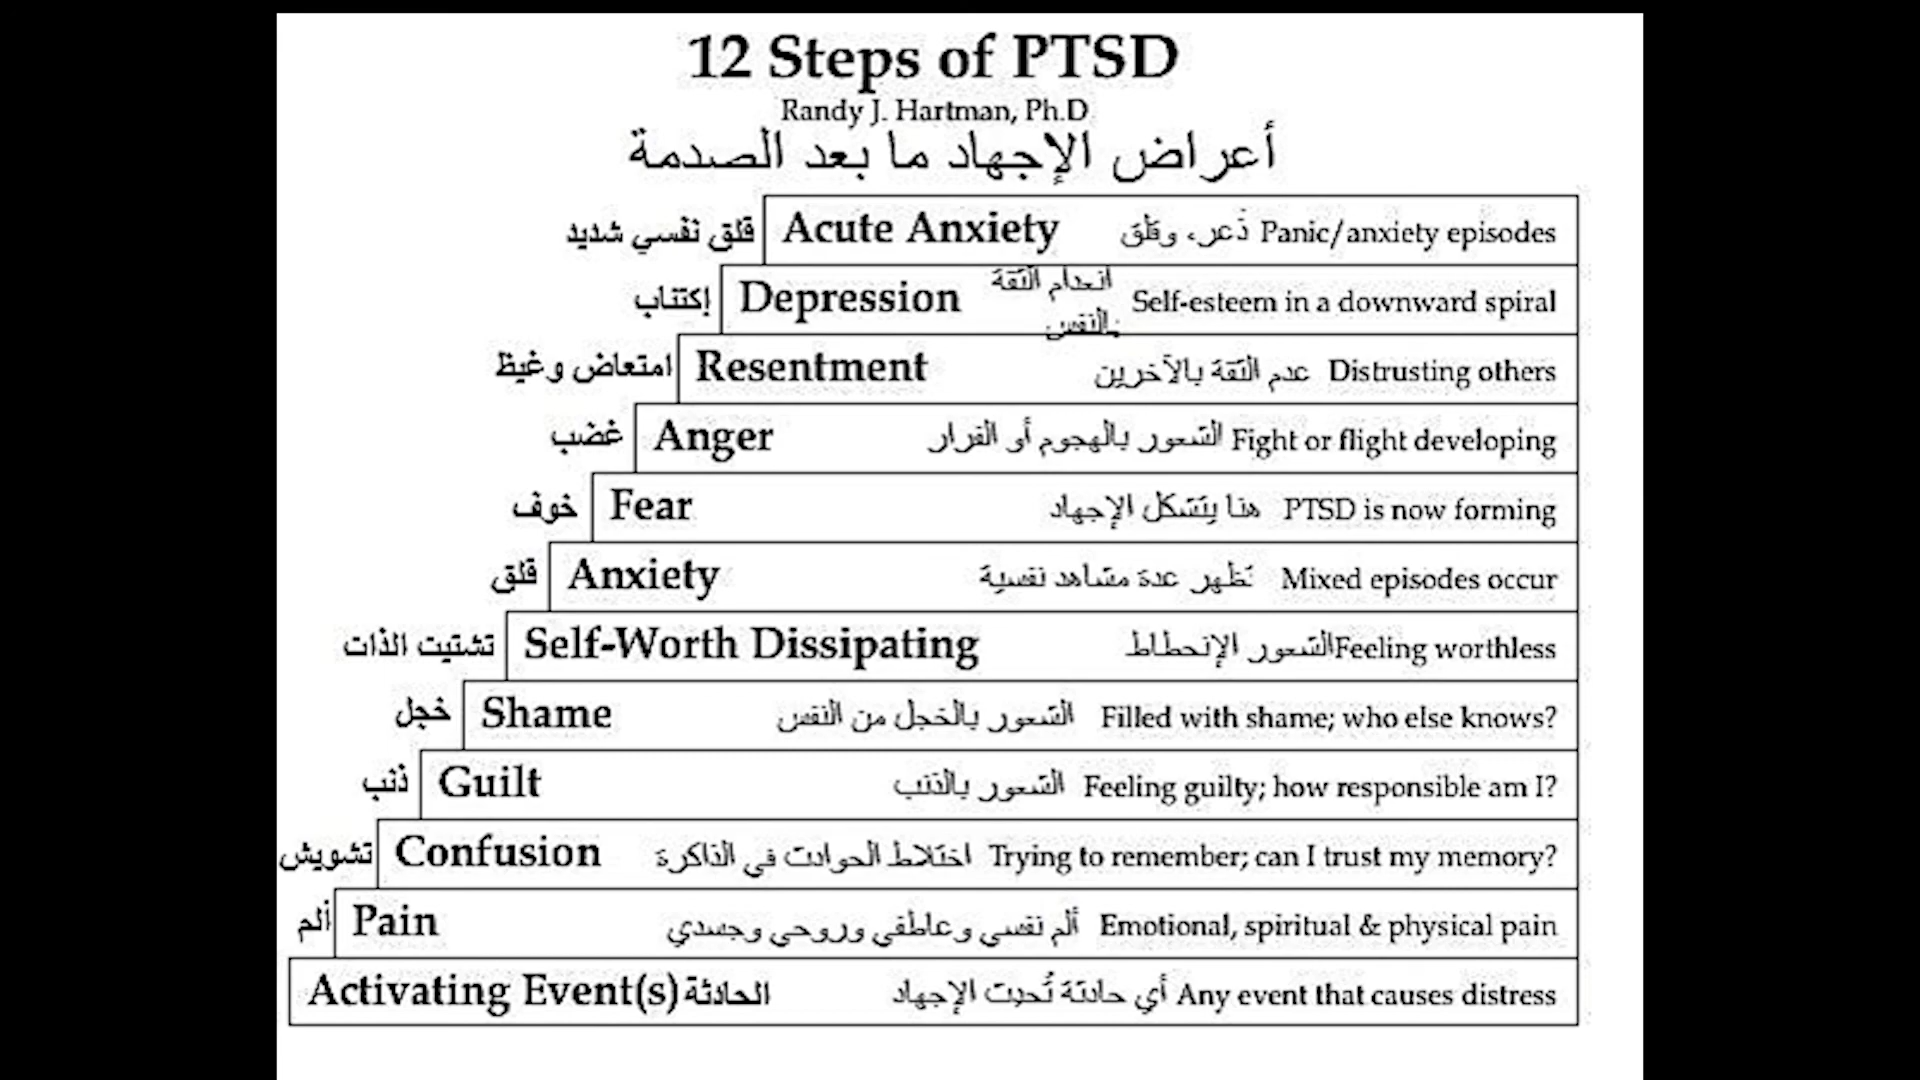 12 Steps of PTSD
Randy J. Hartman, Ph.D
أعراض الإجهاد ما بعد الصدمة
قلق نفسي شديد Acute Anxiety ذعر، وقلق Panic/anxiety episodes
إكتئاب Depression انعدام الثقة بالنفس Self-esteem in a downward spiral
امتعاض وغيظ Resentment عدم الثقة بالآخرين Distrusting others
غضب Anger الشعور بالهجوم أو الفرار Fight or flight developing
خوف Fear هنا يتشكل الإجهاد PTSD is now forming
قلق Anxiety تظهر عدة مشاهد نفسية Mixed episodes occur
تشتيت الذات Self-Worth Dissipating الشعور الإنحطاط Feeling worthless
خجل Shame الشعور بالخجل من النفس Filled with shame; who else knows?
ذنب Guilt الشعور بالذنب Feeling guilty; how responsible am I?
تشويش Confusion اختلاط الحوادث في الذاكرة Trying to remember; can I trust my memory?
ألم Pain ألم نفسي وعاطفي وروحي وجسدي Emotional, spiritual & physical pain
Activating Event(s) الحادثة أي حادثة تُحدث الإجهاد Any event that causes distress